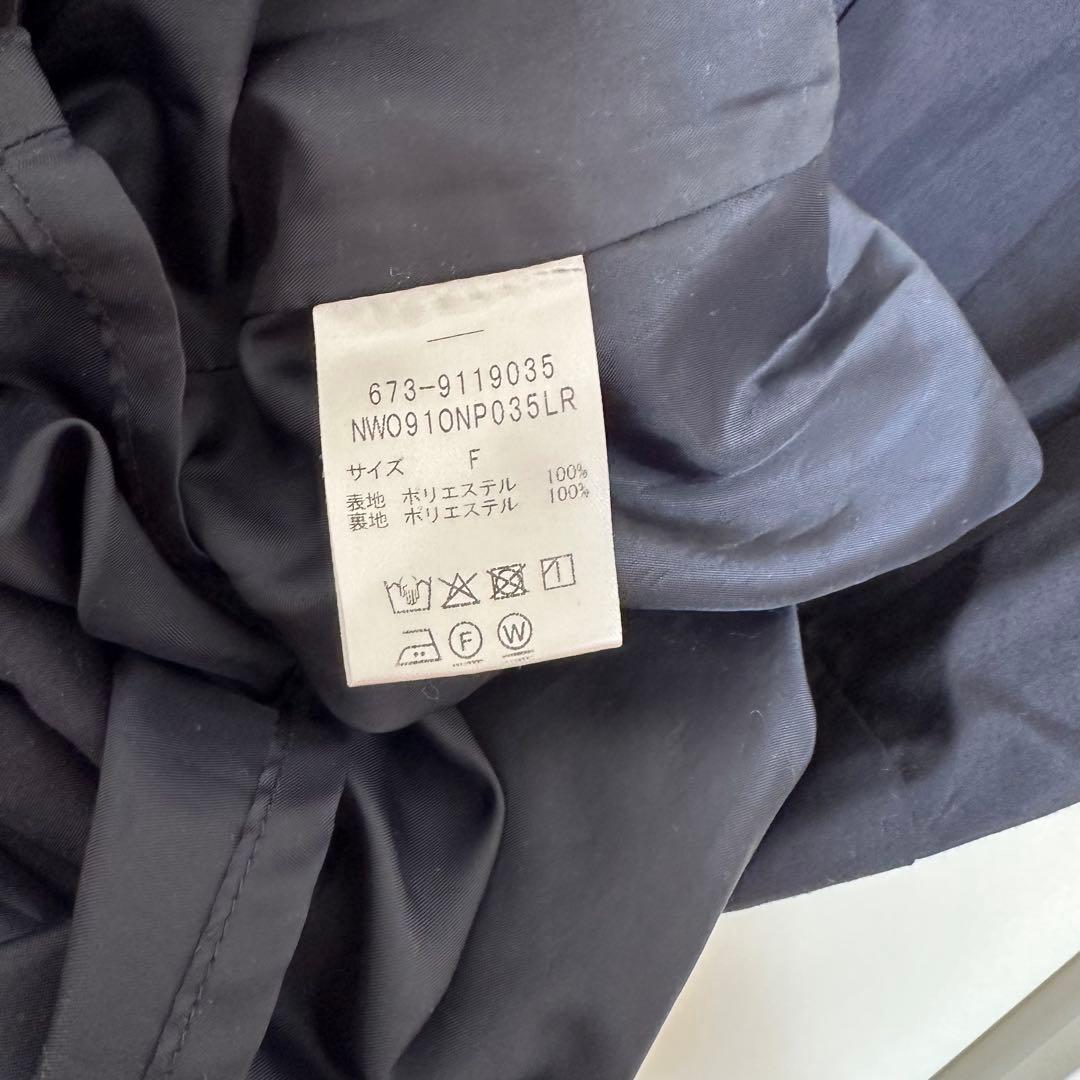 673-9119035
NW0910NP035LR
サイズ F
表地 ポリエステル 100%
裏地 ポリエステル 100%
F W